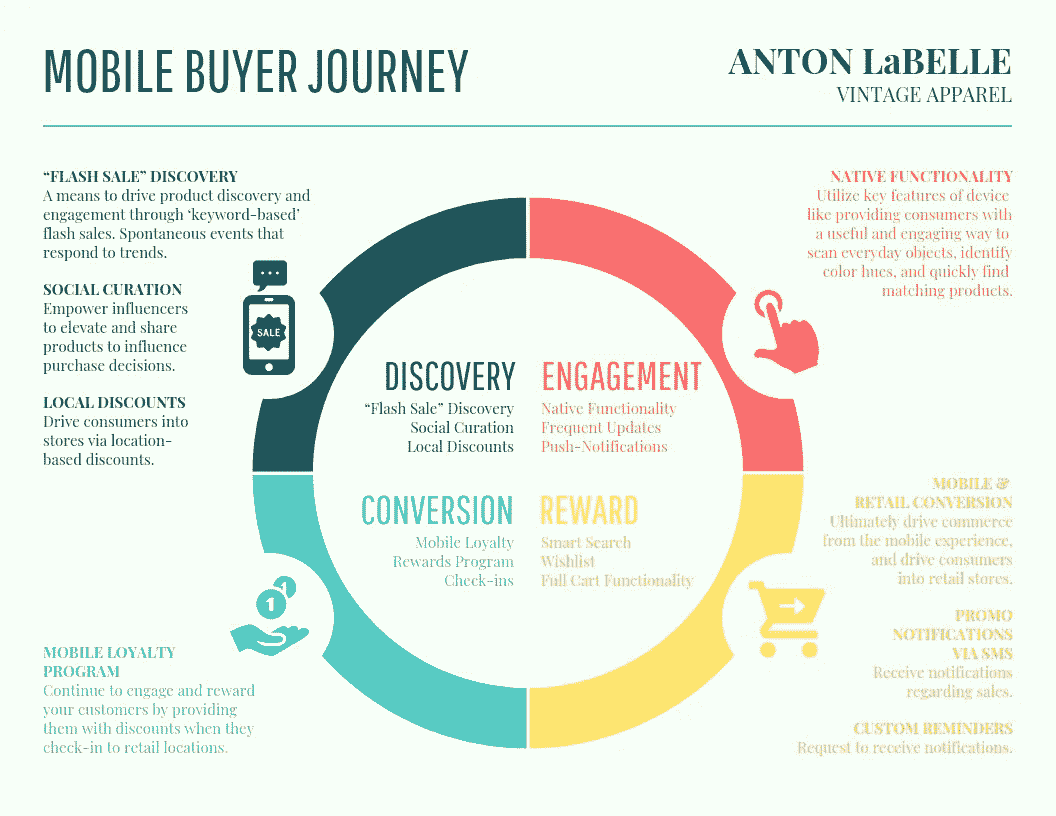 MOBILE BUYER JOURNEY
ANTON LaBELLE
VINTAGE APPAREL
“FLASH SALE” DISCOVERY
A means to drive product discovery and
engagement through ‘keyword-based’
flash sales. Spontaneous events that
respond to trends.
SOCIAL CURATION
Empower influencers
to elevate and share
products to influence
purchase decisions.
LOCAL DISCOUNTS
Drive consumers into
stores via location-
based discounts.
SALE
NATIVE FUNCTIONALITY
Utilize key features of device
like providing consumers with
a useful and engaging way to
scan everyday objects, identify
color hues, and quickly find
matching products.
DISCOVERY
“Flash Sale” Discovery
Social Curation
Local Discounts
ENGAGEMENT
Native Functionality
Frequent Updates
Push-Notifications
CONVERSION
Mobile Loyalty
Rewards Program
Check-ins
REWARD
Smart Search
Wishlist
Full Cart Functionality
1
1
MOBILE LOYALTY
PROGRAM
Continue to engage and reward
your customers by providing
them with discounts when they
check-in to retail locations.
MOBILE &
RETAIL CONVERSION
Ultimately drive commerce
from the mobile experience,
and drive consumers
into retail stores.
PROMO
NOTIFICATIONS
VIA SMS
Receive notifications
regarding sales.
CUSTOM REMINDERS
Request to receive notifications.